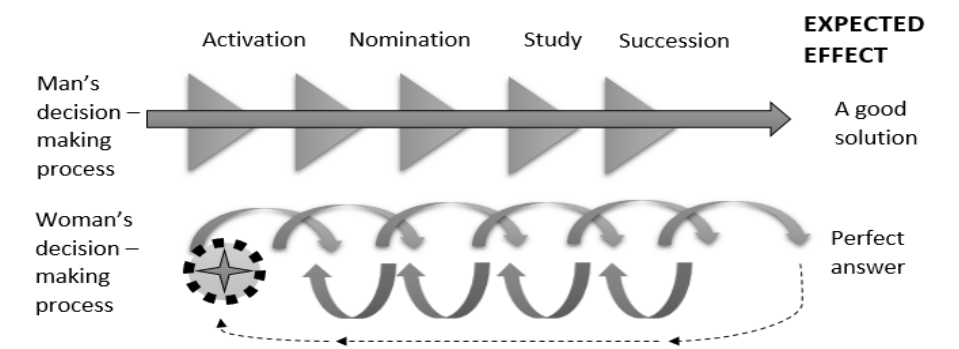 Activation Nomination Study Succession
EXPECTED
EFFECT
Man's
decision –
making
process
A good
solution
Woman's
decision –
making
process
Perfect
answer